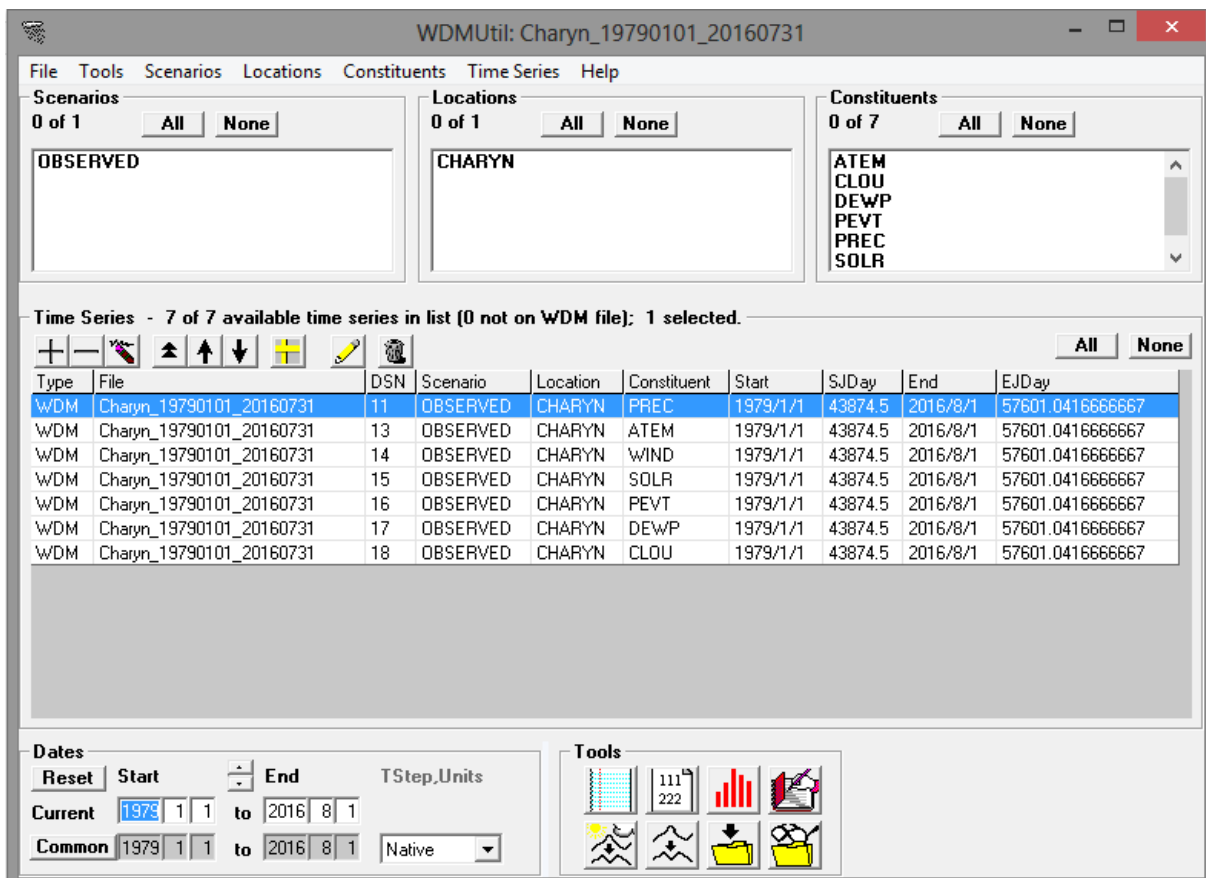 WDMUtil: Charyn_19790101_20160731
File Tools Scenarios Locations Constituents Time Series Help
Scenarios Locations Constituents
0 of 1 All None 0 of 1 All None 0 of 7 All None
OBSERVED CHARYN ATEM
CLOU
DEWP
PEVT
PREC
SOLR
Time Series - 7 of 7 available time series in list (0 not on WDM file); 1 selected.
All None
Type File DSN Scenario Location Constituent Start SJDay End EJDay
WDM Charyn_19790101_20160731 11 OBSERVED CHARYN PREC 1979/1/1 43874.5 2016/8/1 57601.0416666667
WDM Charyn_19790101_20160731 13 OBSERVED CHARYN ATEM 1979/1/1 43874.5 2016/8/1 57601.0416666667
WDM Charyn_19790101_20160731 14 OBSERVED CHARYN WIND 1979/1/1 43874.5 2016/8/1 57601.0416666667
WDM Charyn_19790101_20160731 15 OBSERVED CHARYN SOLR 1979/1/1 43874.5 2016/8/1 57601.0416666667
WDM Charyn_19790101_20160731 16 OBSERVED CHARYN PEVT 1979/1/1 43874.5 2016/8/1 57601.0416666667
WDM Charyn_19790101_20160731 17 OBSERVED CHARYN DEWP 1979/1/1 43874.5 2016/8/1 57601.0416666667
WDM Charyn_19790101_20160731 18 OBSERVED CHARYN CLOU 1979/1/1 43874.5 2016/8/1 57601.0416666667
Dates Tools
Reset Start End TStep,Units
111 222
Current 1979 1 1 to 2016 8 1
Common 1979 1 1 to 2016 8 1 Native